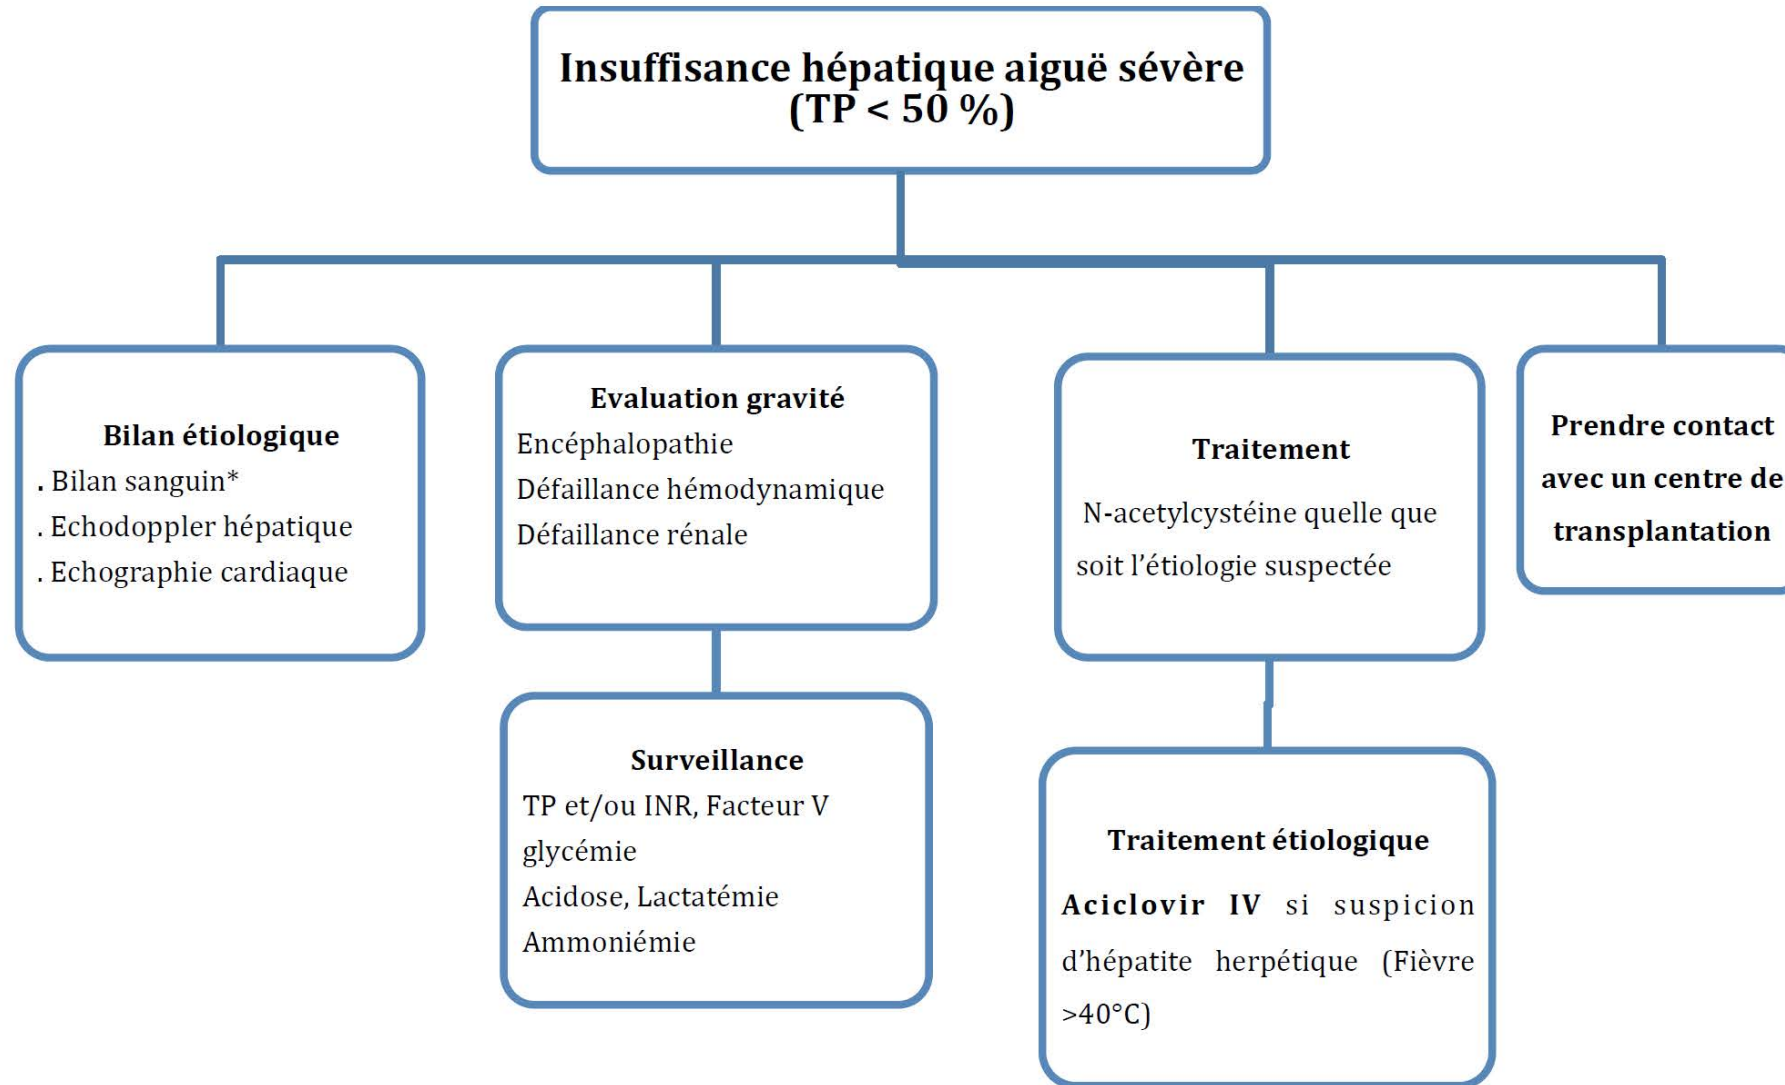 Insuffisance hépatique aiguë sévère
(TP < 50 %)
Bilan étiologique
. Bilan sanguin*
. Echodoppler hépatique
. Echographie cardiaque
Evaluation gravité
Encéphalopathie
Défaillance hémodynamique
Défaillance rénale
Surveillance
TP et/ou INR, Facteur V
glycémie
Acidose, Lactatémie
Ammoniémie
Traitement
N-acetylcystéine quelle que
soit l’étiologie suspectée
Traitement étiologique
Aciclovir IV si suspicion
d’hépatite herpétique (Fièvre
>40°C)
Prendre contact
avec un centre de
transplantation